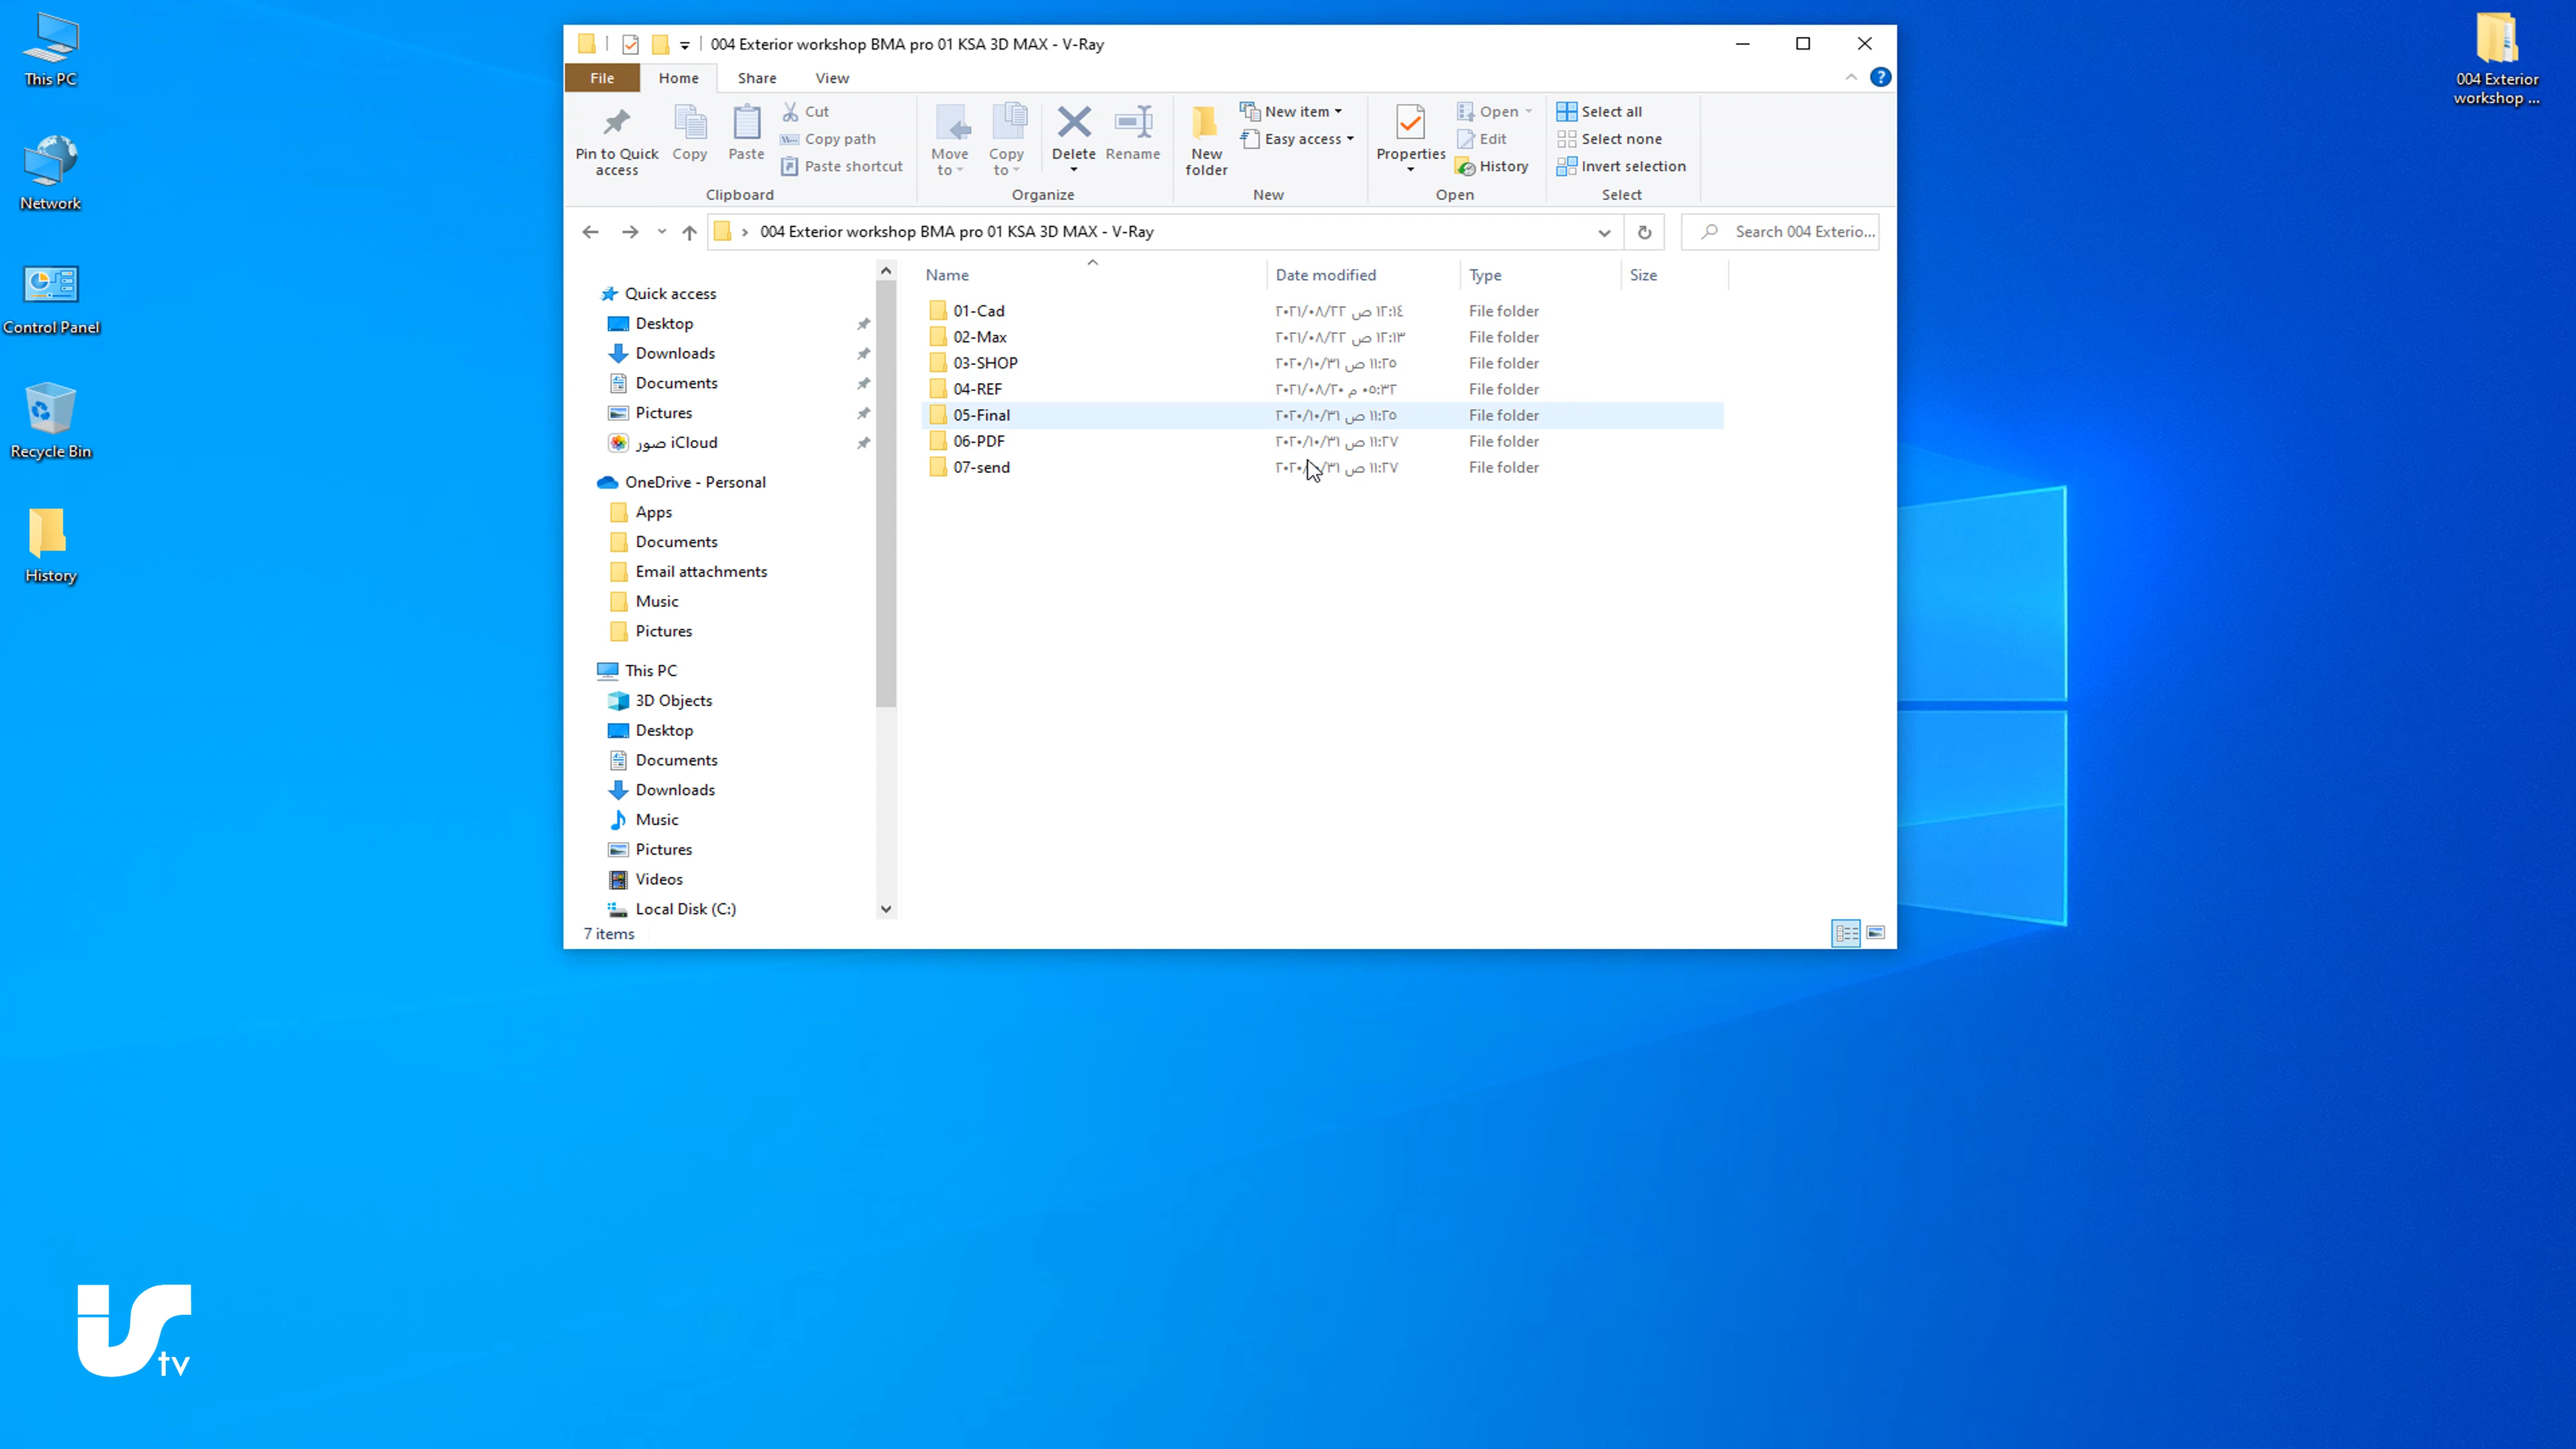 This PC
Network
Control Panel
Recycle Bin
History
004 Exterior
workshop ...
004 Exterior workshop BMA pro 01 KSA 3D MAX - V-Ray
File Home Share View
Pin to Quick
access
Copy
Paste
Cut
Copy path
Paste shortcut
Clipboard
Move
to
Copy
to
Delete
Rename
Organize
New
folder
New item
Easy access
New
Properties
Open
Edit
History
Open
Select all
Select none
Invert selection
Select
004 Exterior workshop BMA pro 01 KSA 3D MAX - V-Ray
Search 004 Exterio...
Quick access
Desktop
Downloads
Documents
Pictures
صور iCloud
OneDrive - Personal
Apps
Documents
Email attachments
Music
Pictures
This PC
3D Objects
Desktop
Documents
Downloads
Music
Pictures
Videos
Local Disk (C:)
Name Date modified Type Size
01-Cad ٢٠٢١/٠٨/٢٣ ص ١٢:١٤ File folder
02-Max ٢٠٢١/٠٨/٢٣ ص ١٢:١٣ File folder
03-SHOP ٢٠٢٠/١٠/٣١ ص ١١:٢٥ File folder
04-REF ٢٠٢١/٠٨/٢٠ م ٠٥:٣٢ File folder
05-Final ٢٠٢٠/١٠/٣١ ص ١١:٢٥ File folder
06-PDF ٢٠٢٠/١٠/٣١ ص ١١:٢٧ File folder
07-send ص ١١:٢٧ File folder
7 items
tv